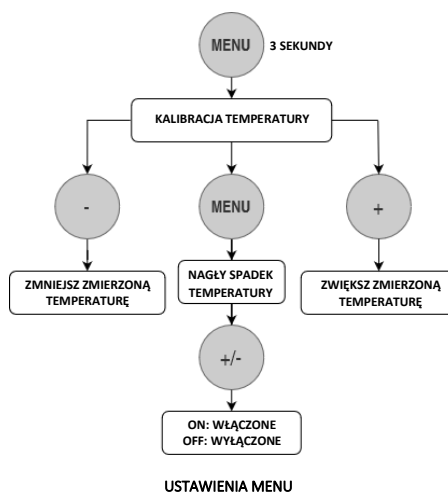 MENU
3 SEKUNDY
KALIBRACJA TEMPERATURY
-
MENU
+
ZMNIEJSZ ZMIERZONĄ
TEMPERATURĘ
NAGŁY SPADEK
TEMPERATURY
ZWIĘKSZ ZMIERZONĄ
TEMPERATURĘ
+/-
ON: WŁĄCZONE
OFF: WYŁĄCZONE
USTAWIENIA MENU